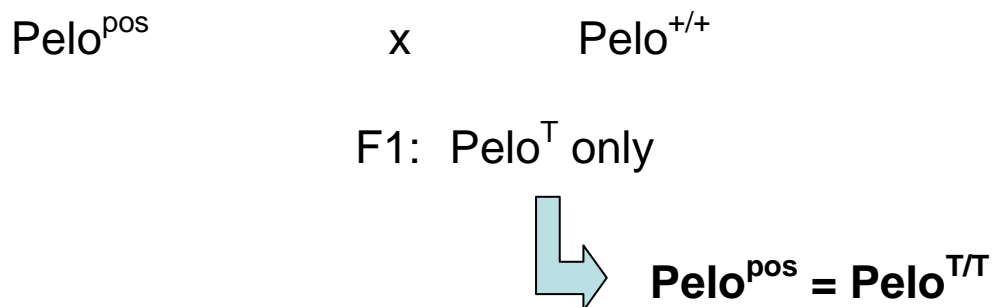 Pelo^pos x Pelo^+/+
F1: Pelo^T only
Pelo^pos = Pelo^T/T